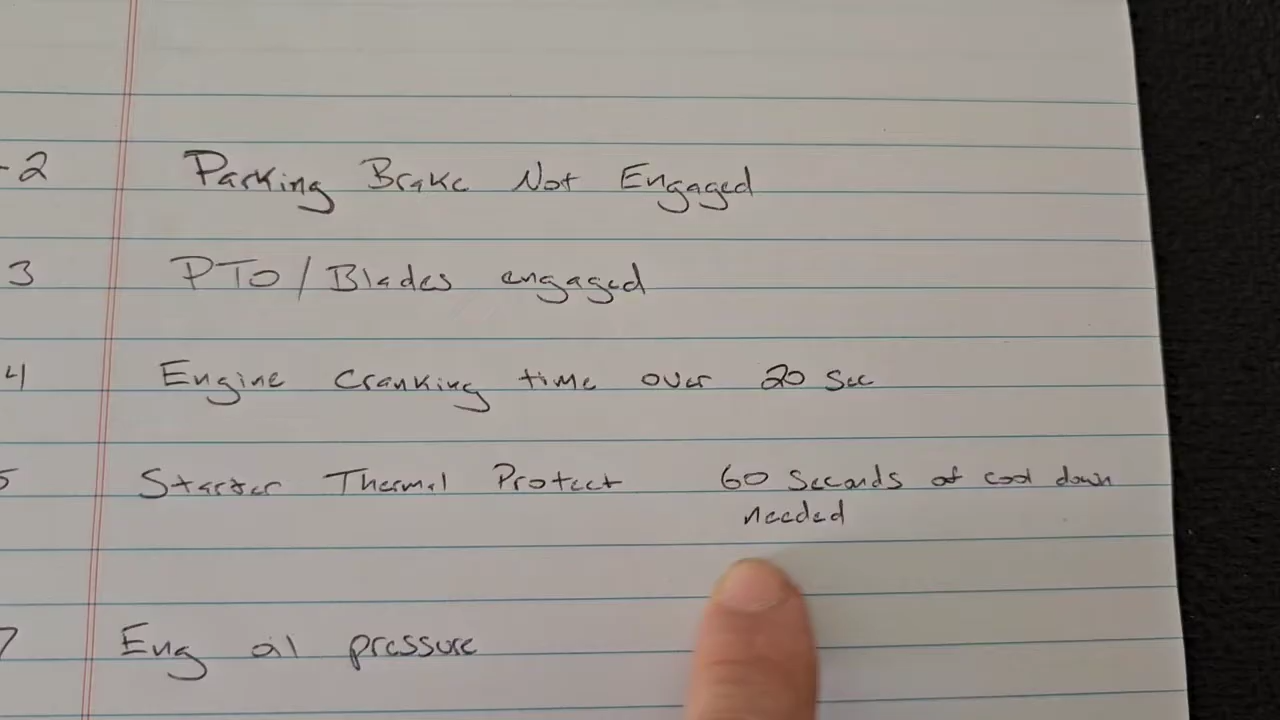 -2 Parking Brake Not Engaged
3 PTO/Blades engaged
4 Engine Cranking time over 20 Sec
5 Starter Thermal Protect 60 Seconds of cool down
needed
7 Eng oil pressure